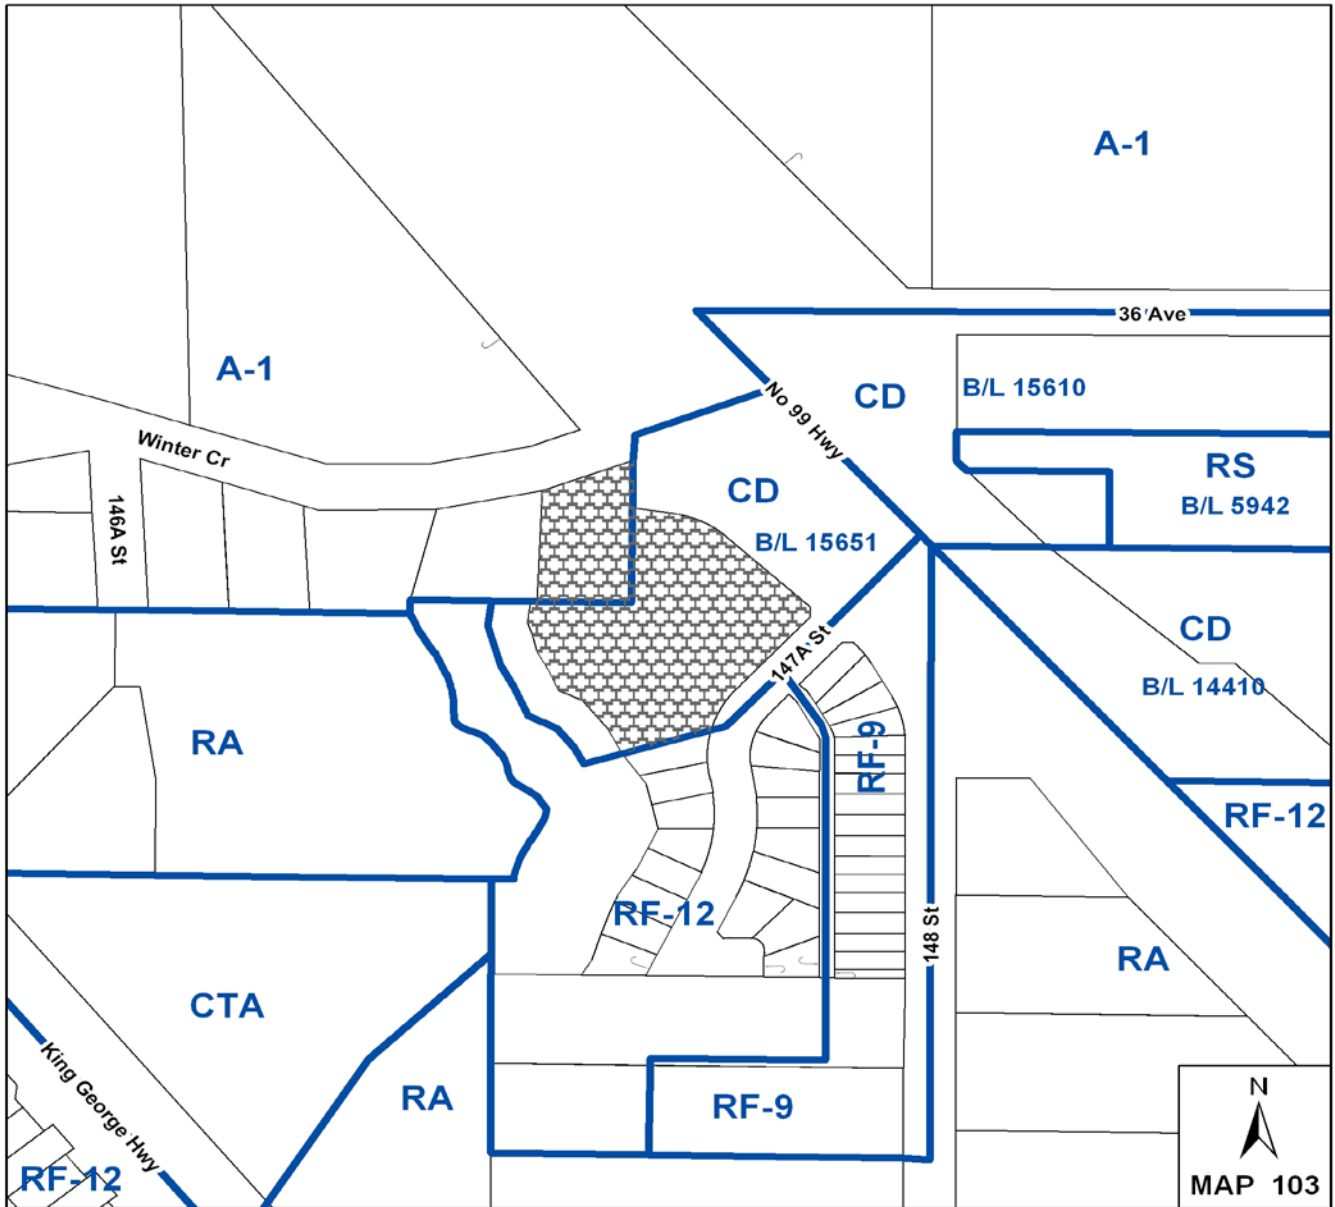 A-1
36 Ave
A-1
No 99 Hwy
CD
B/L 15610
Winter Cr
RS
B/L 5942
CD
B/L 15651
146A St
CD
B/L 14410
147A St
RA
RF-9
RF-12
RF-12
148 St
RA
CTA
King George Hwy
RA
RF-9
RF-12
N
MAP 103